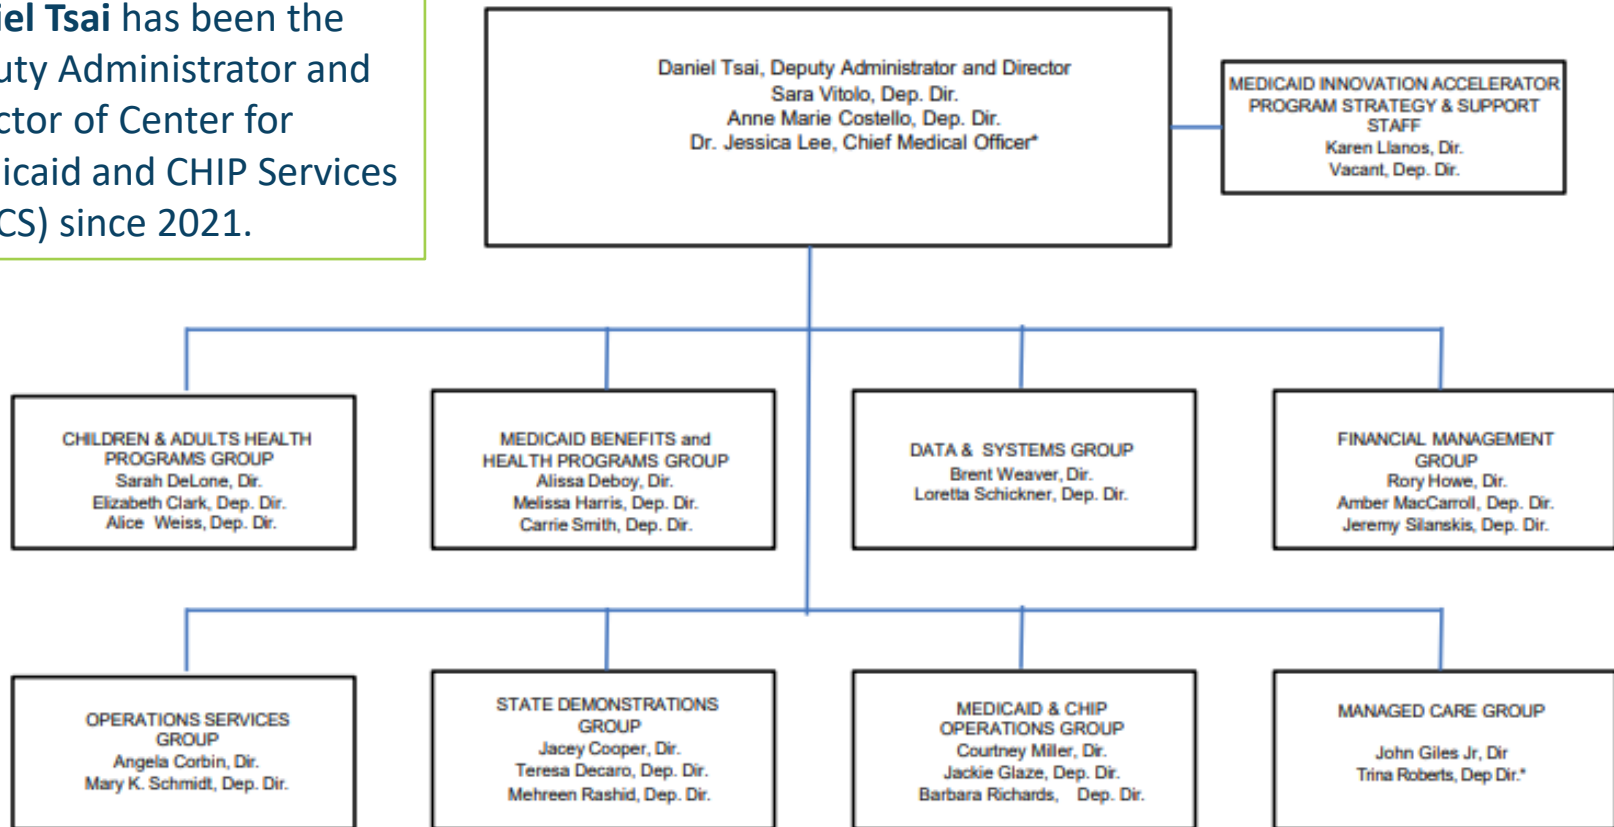 iel Tsai has been the
uty Administrator and
ctor of Center for
icaid and CHIP Services
CS) since 2021.
Daniel Tsai, Deputy Administrator and Director
Sara Vitolo, Dep. Dir.
Anne Marie Costello, Dep. Dir.
Dr. Jessica Lee, Chief Medical Officer*
MEDICAID INNOVATION ACCELERATOR
PROGRAM STRATEGY & SUPPORT
STAFF
Karen Llanos, Dir.
Vacant, Dep. Dir.
CHILDREN & ADULTS HEALTH
PROGRAMS GROUP
Sarah DeLone, Dir.
Elizabeth Clark, Dep. Dir.
Alice Weiss, Dep. Dir.
MEDICAID BENEFITS and
HEALTH PROGRAMS GROUP
Alissa Deboy, Dir.
Melissa Harris, Dep. Dir.
Carrie Smith, Dep. Dir.
DATA & SYSTEMS GROUP
Brent Weaver, Dir.
Loretta Schickner, Dep. Dir.
FINANCIAL MANAGEMENT
GROUP
Rory Howe, Dir.
Amber MacCarroll, Dep. Dir.
Jeremy Silanskis, Dep. Dir.
OPERATIONS SERVICES
GROUP
Angela Corbin, Dir.
Mary K. Schmidt, Dep. Dir.
STATE DEMONSTRATIONS
GROUP
Jacey Cooper, Dir.
Teresa Decaro, Dep. Dir.
Mehreen Rashid, Dep. Dir.
MEDICAID & CHIP
OPERATIONS GROUP
Courtney Miller, Dir.
Jackie Glaze, Dep. Dir.
Barbara Richards, Dep. Dir.
MANAGED CARE GROUP
John Giles Jr, Dir
Trina Roberts, Dep Dir.*